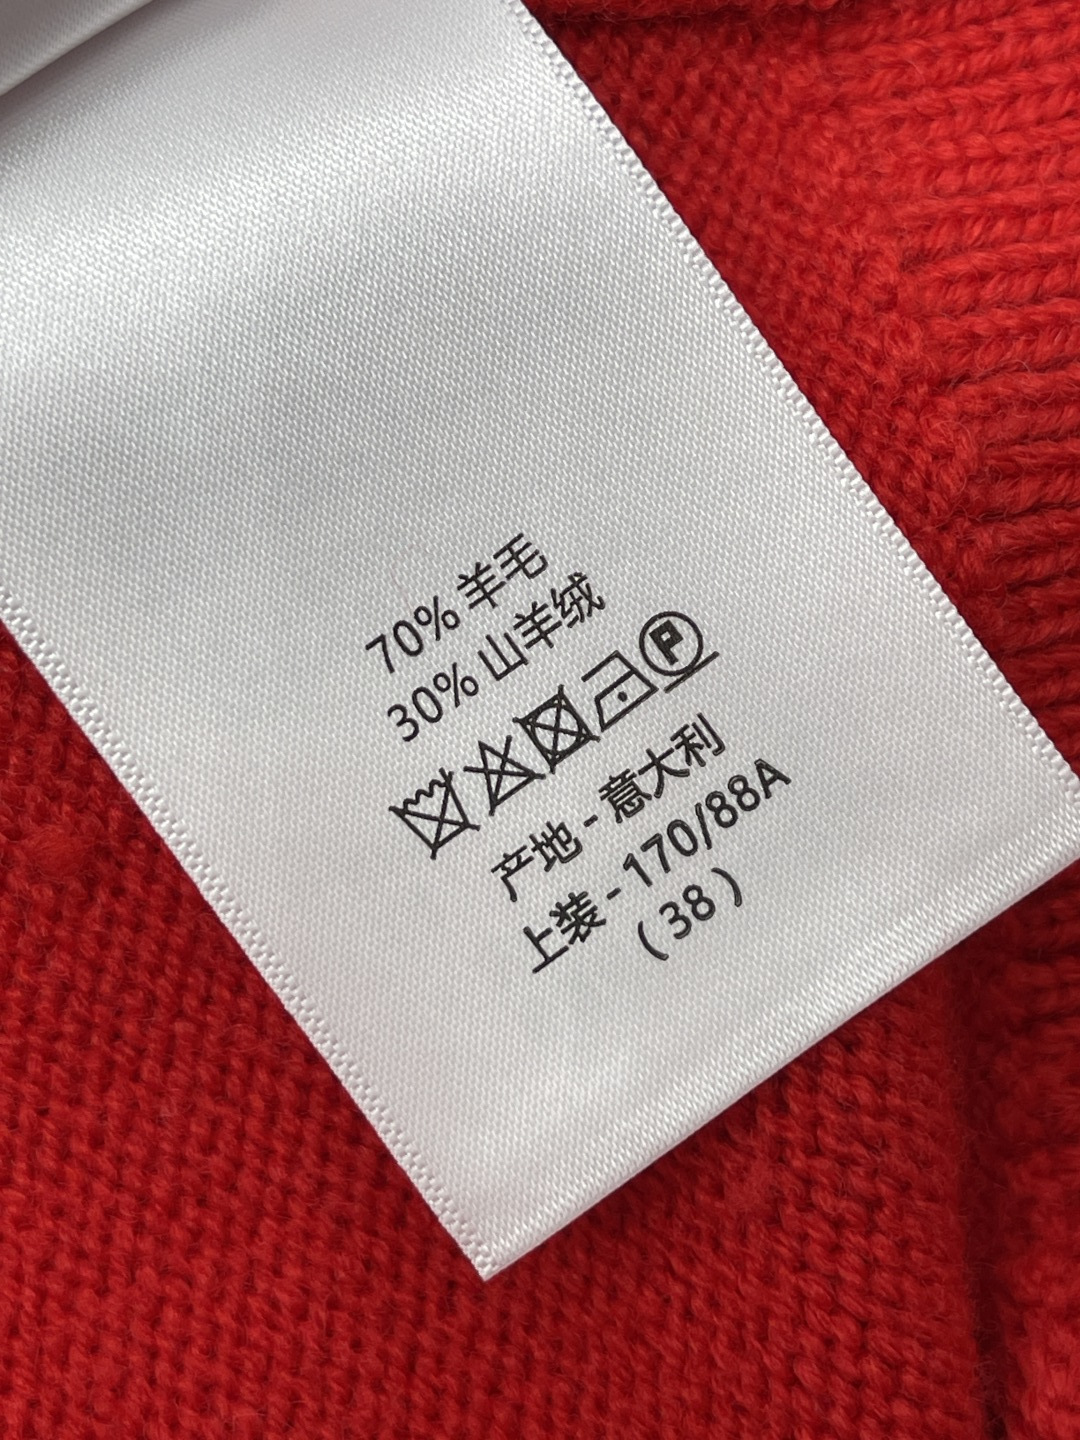 70% 羊毛
30% 山羊绒
P
产地 - 意大利
上装 - 170/88A
(38)